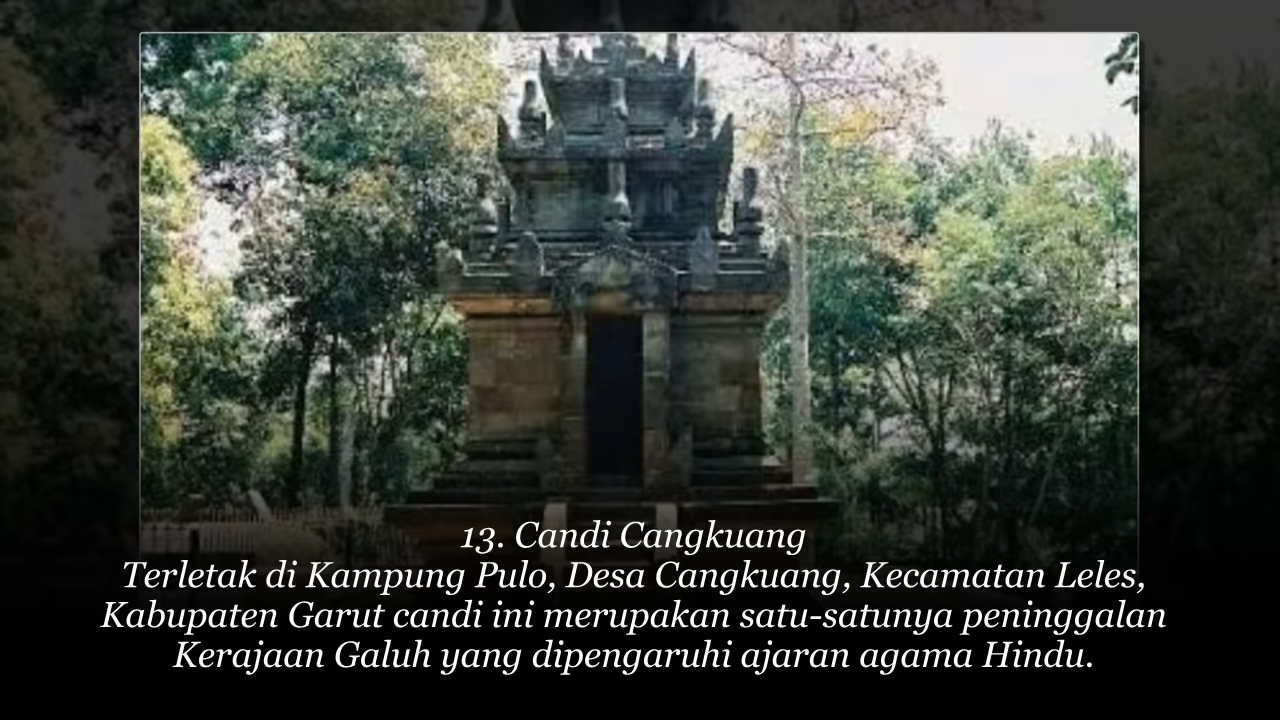 13. Candi Cangkuang
Terletak di Kampung Pulo, Desa Cangkuang, Kecamatan Leles,
Kabupaten Garut candi ini merupakan satu-satunya peninggalan
Kerajaan Galuh yang dipengaruhi ajaran agama Hindu.